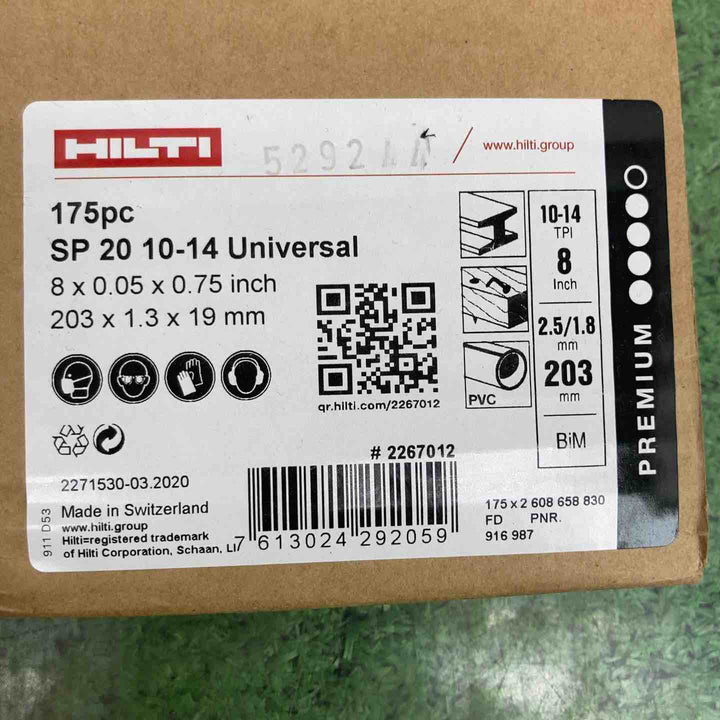 HILTI
529244
www.hilti.group
175pc
SP 20 10-14 Universal
8 x 0.05 x 0.75 inch
203 x 1.3 x 19 mm
qr.hilti.com/2267012
# 2267012
2271530-03.2020
Made in Switzerland
www.hilti.group
Hilti=registered trademark
of Hilti Corporation, Schaan, LI
911 D53
7 613024 292059
PVC
10-14
TPI
8
Inch
2.5/1.8
mm
203
mm
BiM
175 x 2 608 658 830
FD PNR.
916 987
PREMIUM